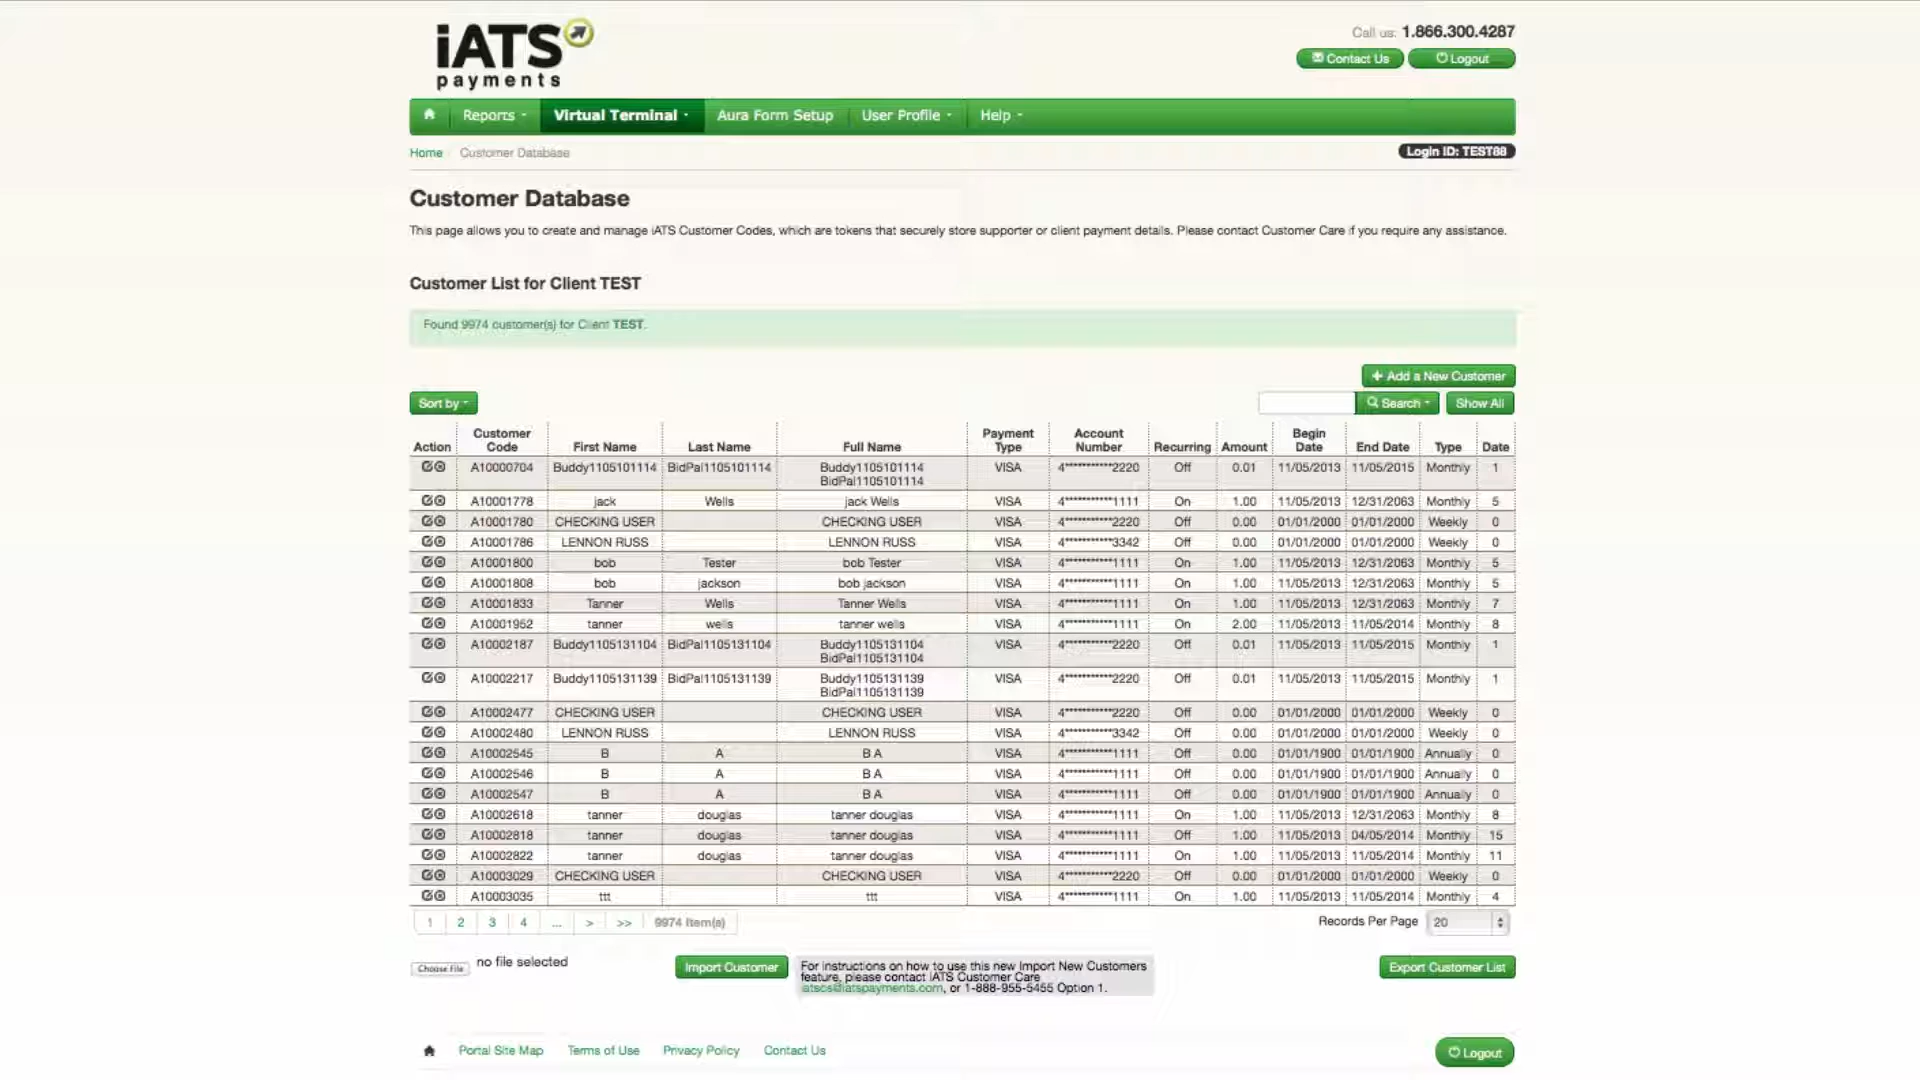 iATS
payments
Call us: 1.866.300.4287
Contact Us Logout
Reports Virtual Terminal Aura Form Setup User Profile Help
Home Customer Database Login ID: TEST88
Customer Database
This page allows you to create and manage iATS Customer Codes, which are tokens that securely store supporter or client payment details. Please contact Customer Care if you require any assistance.
Customer List for Client TEST
Found 9974 customer(s) for Client TEST.
+ Add a New Customer
Sort by Search Show All
Action Customer Code First Name Last Name Full Name Payment Type Account Number Recurring Amount Begin Date End Date Type Date
A10000704 Buddy1105101114 BidPal1105101114 Buddy1105101114 BidPal1105101114 VISA 4***********2220 Off 0.01 11/05/2013 11/05/2015 Monthly 1
A10001778 jack Wells jack Wells VISA 4***********1111 On 1.00 11/05/2013 12/31/2063 Monthly 5
A10001780 CHECKING USER CHECKING USER VISA 4***********2220 Off 0.00 01/01/2000 01/01/2000 Weekly 0
A10001786 LENNON RUSS LENNON RUSS VISA 4***********3342 Off 0.00 01/01/2000 01/01/2000 Weekly 0
A10001800 bob Tester bob Tester VISA 4***********1111 On 1.00 11/05/2013 12/31/2063 Monthly 5
A10001808 bob jackson bob jackson VISA 4***********1111 On 1.00 11/05/2013 12/31/2063 Monthly 5
A10001833 Tanner Wells Tanner Wells VISA 4***********1111 On 1.00 11/05/2013 12/31/2063 Monthly 7
A10001952 tanner wells tanner wells VISA 4***********1111 On 2.00 11/05/2013 11/05/2014 Monthly 8
A10002187 Buddy1105131104 BidPal1105131104 Buddy1105131104 BidPal1105131104 VISA 4***********2220 Off 0.01 11/05/2013 11/05/2015 Monthly 1
A10002217 Buddy1105131139 BidPal1105131139 Buddy1105131139 BidPal1105131139 VISA 4***********2220 Off 0.01 11/05/2013 11/05/2015 Monthly 1
A10002477 CHECKING USER CHECKING USER VISA 4***********2220 Off 0.00 01/01/2000 01/01/2000 Weekly 0
A10002480 LENNON RUSS LENNON RUSS VISA 4***********3342 Off 0.00 01/01/2000 01/01/2000 Weekly 0
A10002545 B A B A VISA 4***********1111 Off 0.00 01/01/1900 01/01/1900 Annually 0
A10002546 B A B A VISA 4***********1111 Off 0.00 01/01/1900 01/01/1900 Annually 0
A10002547 B A B A VISA 4***********1111 Off 0.00 01/01/1900 01/01/1900 Annually 0
A10002618 tanner douglas tanner douglas VISA 4***********1111 On 1.00 11/05/2013 12/31/2063 Monthly 8
A10002818 tanner douglas tanner douglas VISA 4***********1111 Off 1.00 11/05/2013 04/05/2014 Monthly 15
A10002822 tanner douglas tanner douglas VISA 4***********1111 On 1.00 11/05/2013 11/05/2014 Monthly 11
A10003029 CHECKING USER CHECKING USER VISA 4***********2220 Off 0.00 01/01/2000 01/01/2000 Weekly 0
A10003035 ttt ttt VISA 4***********1111 On 1.00 11/05/2013 11/05/2014 Monthly 4
1 2 3 4 ... > >> 9974 Item(s) Records Per Page 20
Choose File no file selected Import Customer
For instructions on how to use this new Import New Customers
feature, please contact iATS Customer Care
iatscs@iatspayments.com, or 1-888-955-5455 Option 1.
Export Customer List
Portal Site Map Terms of Use Privacy Policy Contact Us Logout